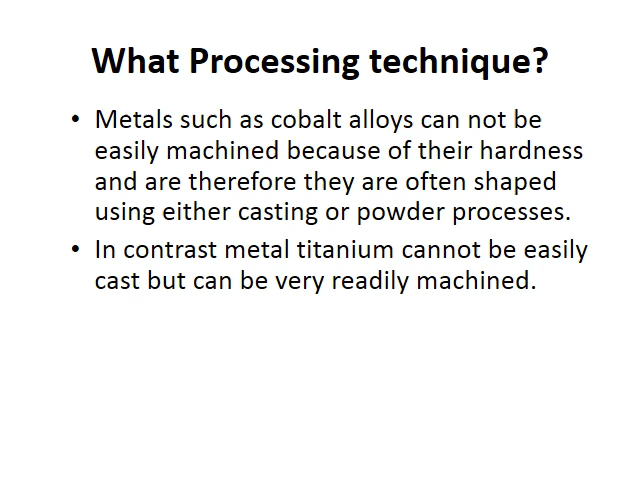 What Processing technique?
• Metals such as cobalt alloys can not be
easily machined because of their hardness
and are therefore they are often shaped
using either casting or powder processes.
• In contrast metal titanium cannot be easily
cast but can be very readily machined.